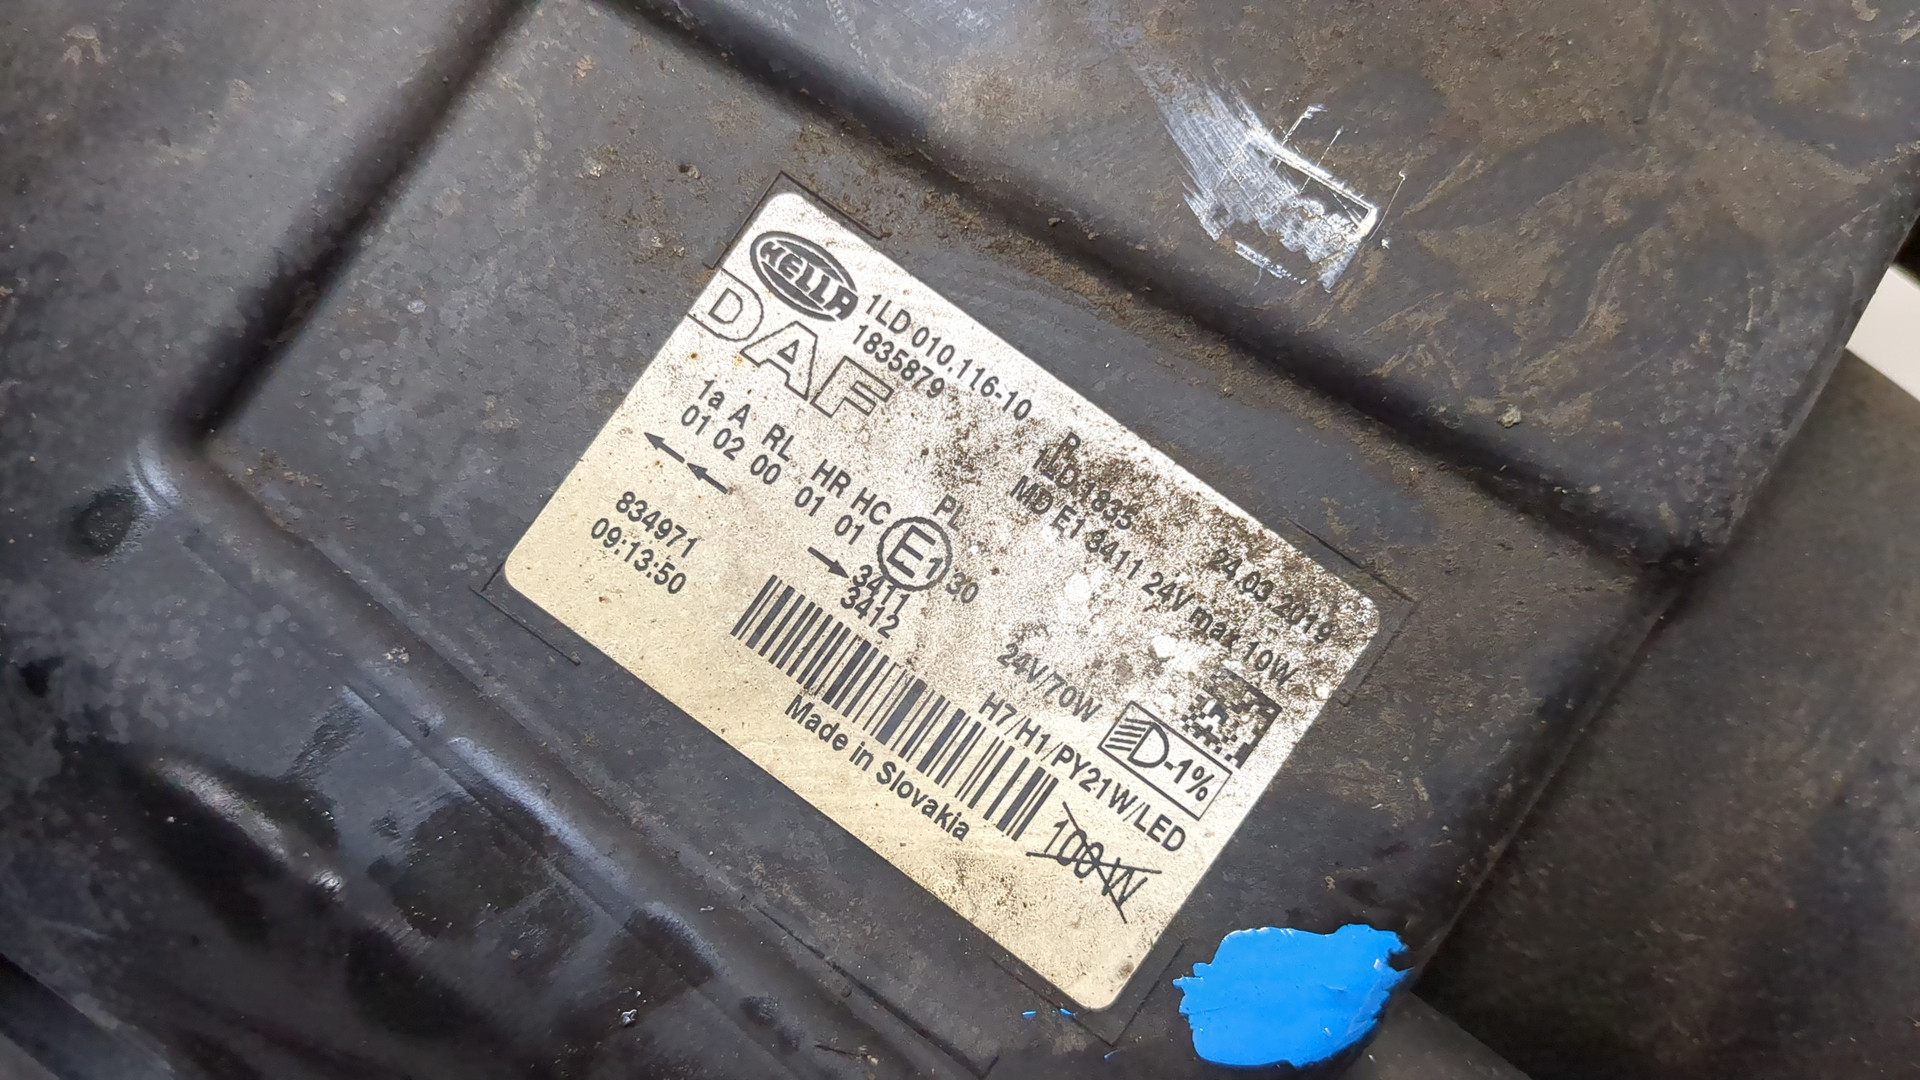 HELLA
1LD 010.116-10
1835879
DAF
R
LLD 1835
24.03.2019
MD E1 3411 24V max 10W
1a A RL HR HC PL
01 02 00 01 01 E1 30
3411
3412
834971
09:13:50
24V/70W
D-1%
H7/H1/PY21W/LED
100W
Made in Slovakia